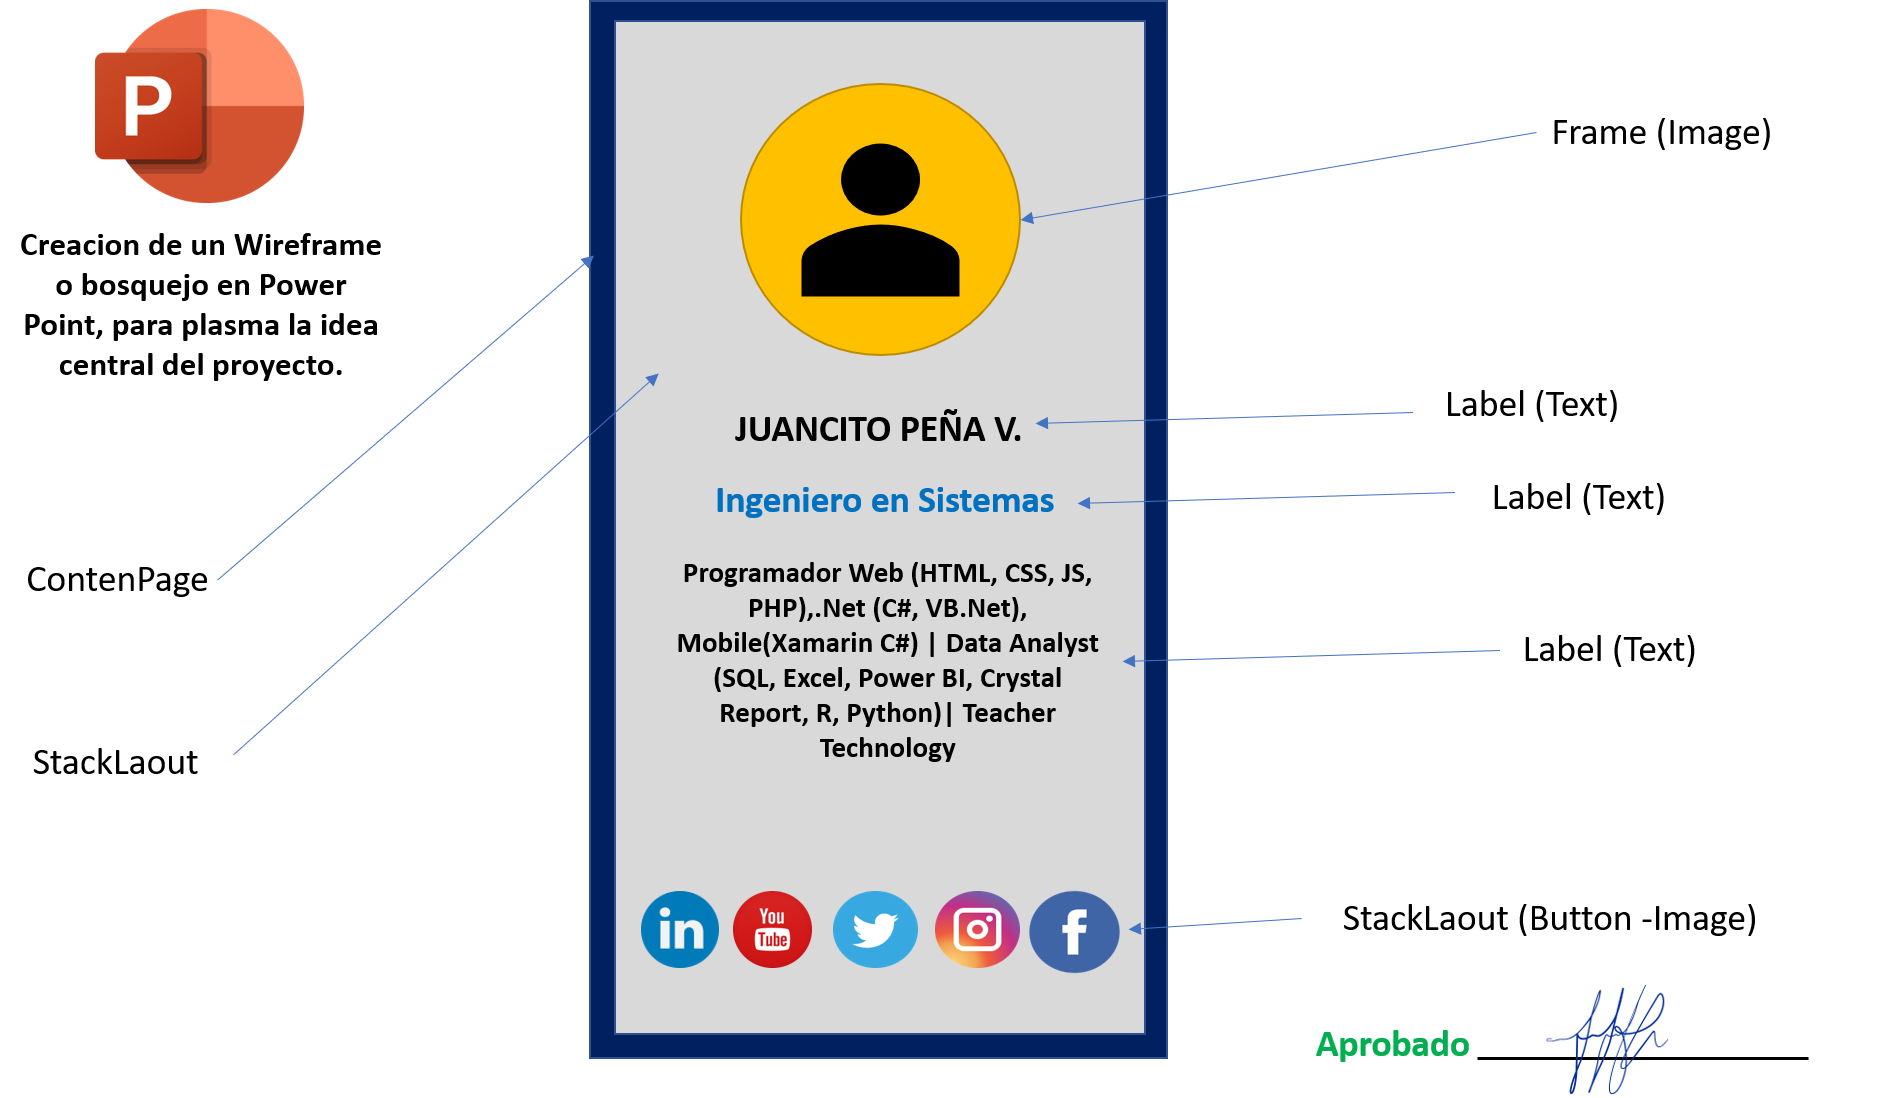 P
Creacion de un Wireframe
o bosquejo en Power
Point, para plasma la idea
central del proyecto.
ContenPage
StackLaout
JUANCITO PEÑA V.
Ingeniero en Sistemas
Programador Web (HTML, CSS, JS,
PHP),.Net (C#, VB.Net),
Mobile(Xamarin C#) | Data Analyst
(SQL, Excel, Power BI, Crystal
Report, R, Python)| Teacher
Technology
in
You
Tube
f
Frame (Image)
Label (Text)
Label (Text)
Label (Text)
StackLaout (Button -Image)
Aprobado